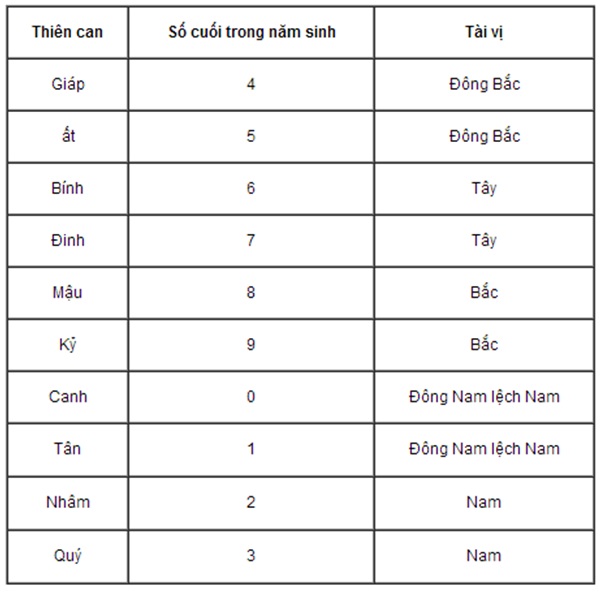 Thiên can Số cuối trong năm sinh Tài vị
Giáp 4 Đông Bắc
ất 5 Đông Bắc
Bính 6 Tây
Đinh 7 Tây
Mậu 8 Bắc
Kỷ 9 Bắc
Canh 0 Đông Nam lệch Nam
Tân 1 Đông Nam lệch Nam
Nhâm 2 Nam
Quý 3 Nam